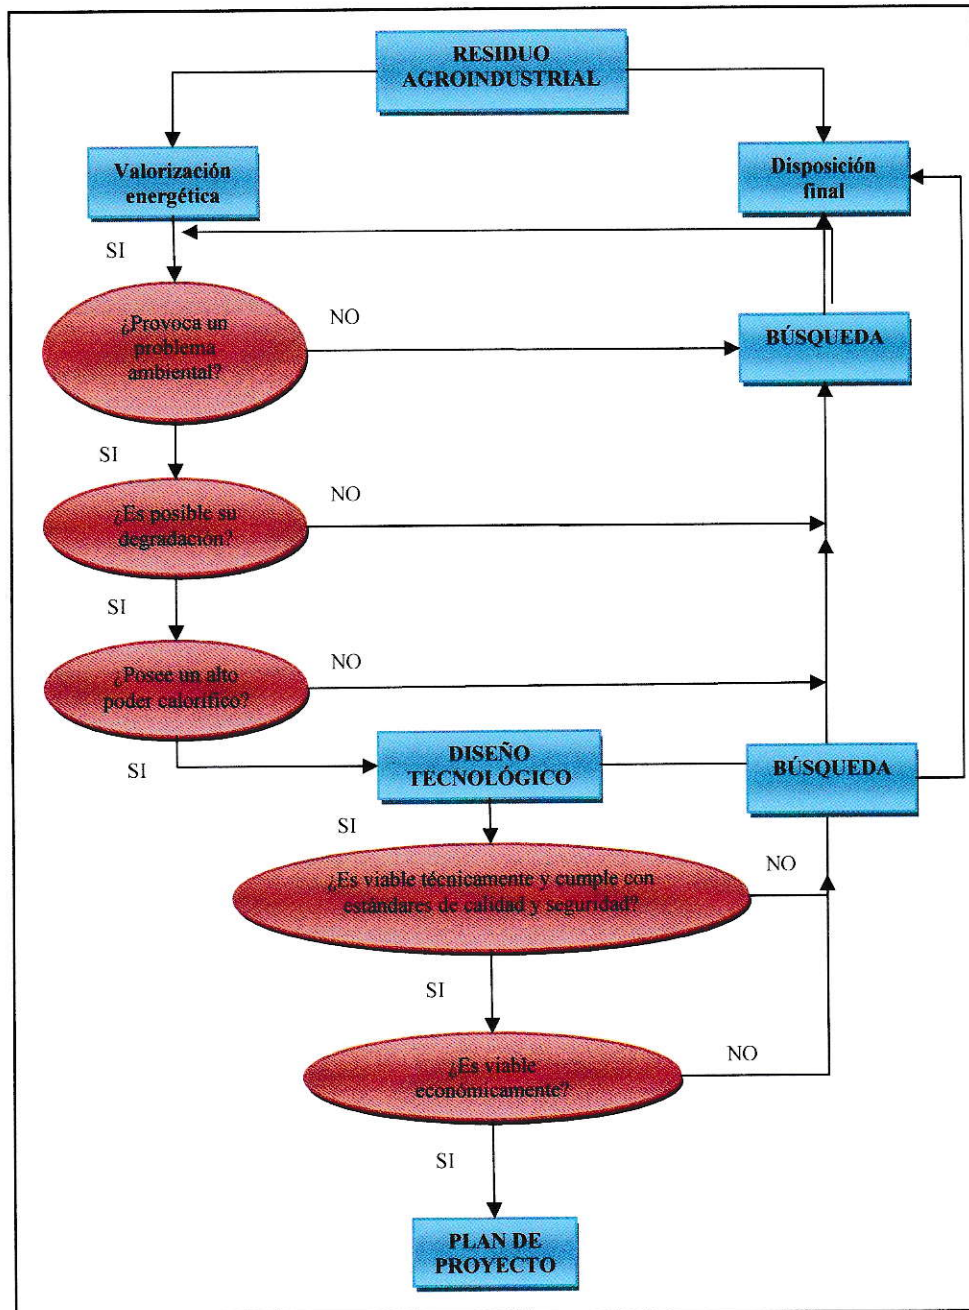 RESIDUO
AGROINDUSTRIAL
Valorización
energética
Disposición
final
SI
¿Provoca un
problema
ambiental?
NO
BÚSQUEDA
SI
¿Es posible su
degradación?
NO
SI
¿Posee un alto
poder calorífico?
NO
SI
DISEÑO
TECNOLÓGICO
BÚSQUEDA
SI
¿Es viable técnicamente y cumple con
estándares de calidad y seguridad?
NO
SI
¿Es viable
económicamente?
NO
SI
PLAN DE
PROYECTO